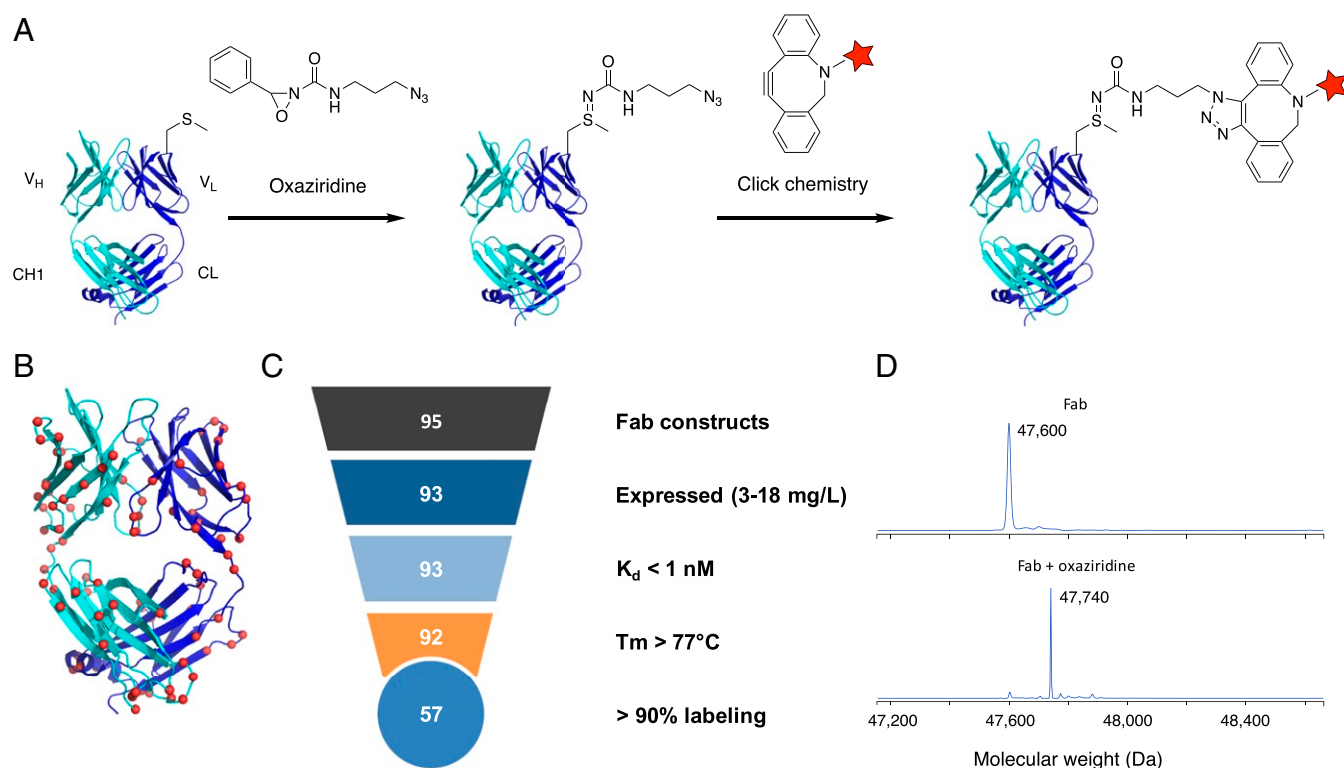 A
O
N
O
N
H
N3
S
VH
VL
CH1
CL
Oxaziridine
O
N
N
H
N3
S
N
Click chemistry
O
N
N
H
S
N
N
N
N
B
C
D
95
Fab constructs
93
Expressed (3-18 mg/L)
93
Kd < 1 nM
92
Tm > 77°C
57
> 90% labeling
Fab
47,600
Fab + oxaziridine
47,740
47,200 47,600 48,000 48,400
Molecular weight (Da)